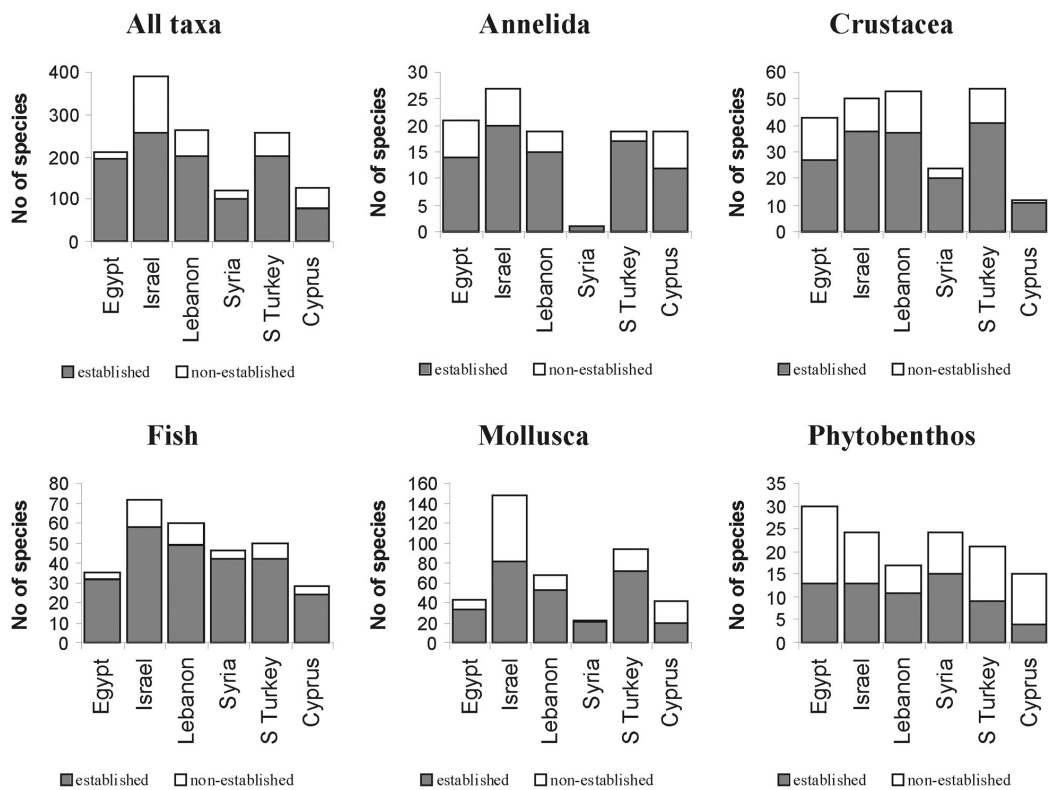 All taxa
No of species
400
300
200
100
0
Egypt
Israel
Lebanon
Syria
S Turkey
Cyprus
established non-established
Annelida
No of species
30
25
20
15
10
5
0
Egypt
Israel
Lebanon
Syria
S Turkey
Cyprus
established non-established
Crustacea
No of species
60
50
40
30
20
10
0
Egypt
Israel
Lebanon
Syria
S Turkey
Cyprus
established non-established
Fish
No of species
80
70
60
50
40
30
20
10
0
Egypt
Israel
Lebanon
Syria
S Turkey
Cyprus
established non-established
Mollusca
No of species
160
140
120
100
80
60
40
20
0
Egypt
Israel
Lebanon
Syria
S Turkey
Cyprus
established non-established
Phytobenthos
No of species
35
30
25
20
15
10
5
0
Egypt
Israel
Lebanon
Syria
S Turkey
Cyprus
established non-established